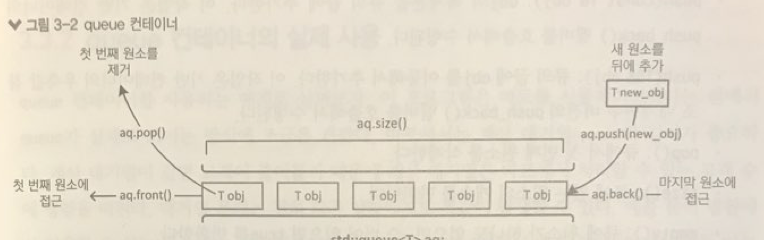 그림 3-2 queue 컨테이너
첫 번째 원소를
제거
새 원소를
뒤에 추가
T new_obj
aq.size()
aq.pop()
aq.push(new_obj)
첫 번째 원소에
접근
aq.front()
T obj
T obj
T obj
T obj
T obj
aq.back()
마지막 원소에
접근